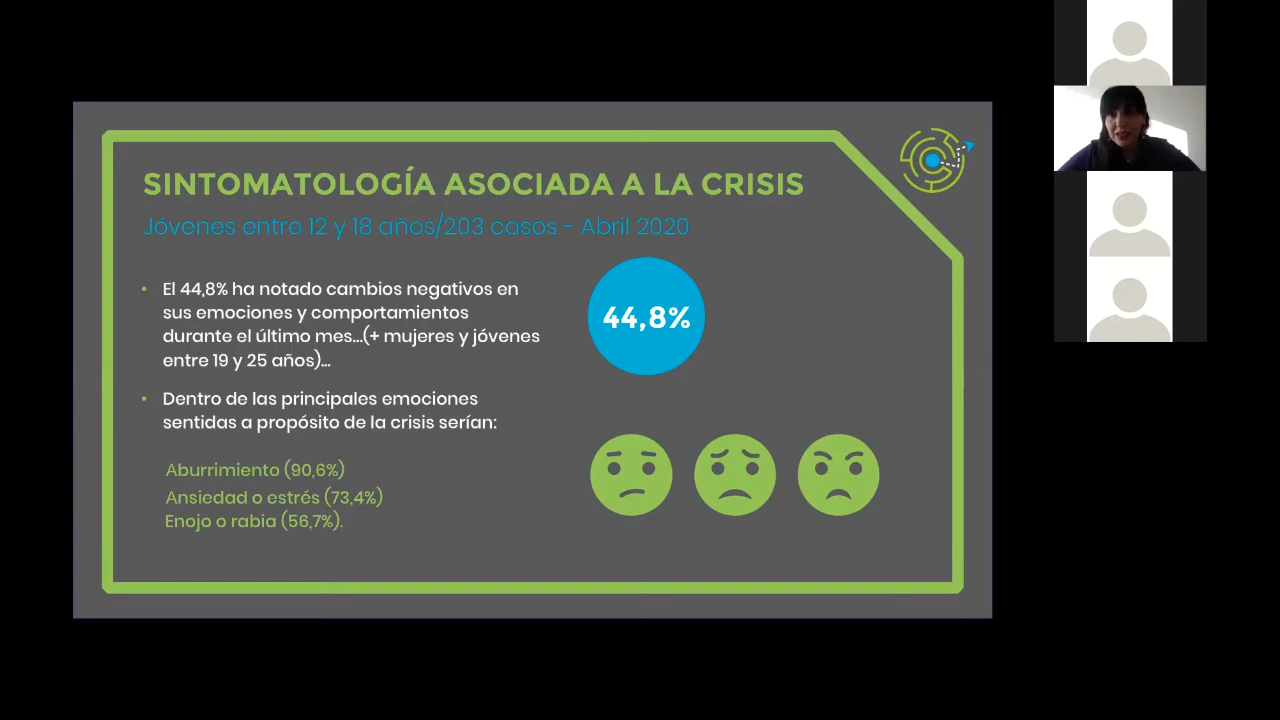 SINTOMATOLOGÍA ASOCIADA A LA CRISIS
Jóvenes entre 12 y 18 años/203 casos - Abril 2020
• El 44,8% ha notado cambios negativos en
sus emociones y comportamientos
durante el último mes...(+ mujeres y jóvenes
entre 19 y 25 años)...
44,8%
• Dentro de las principales emociones
sentidas a propósito de la crisis serían:
Aburrimiento (90,6%)
Ansiedad o estrés (73,4%)
Enojo o rabia (56,7%).